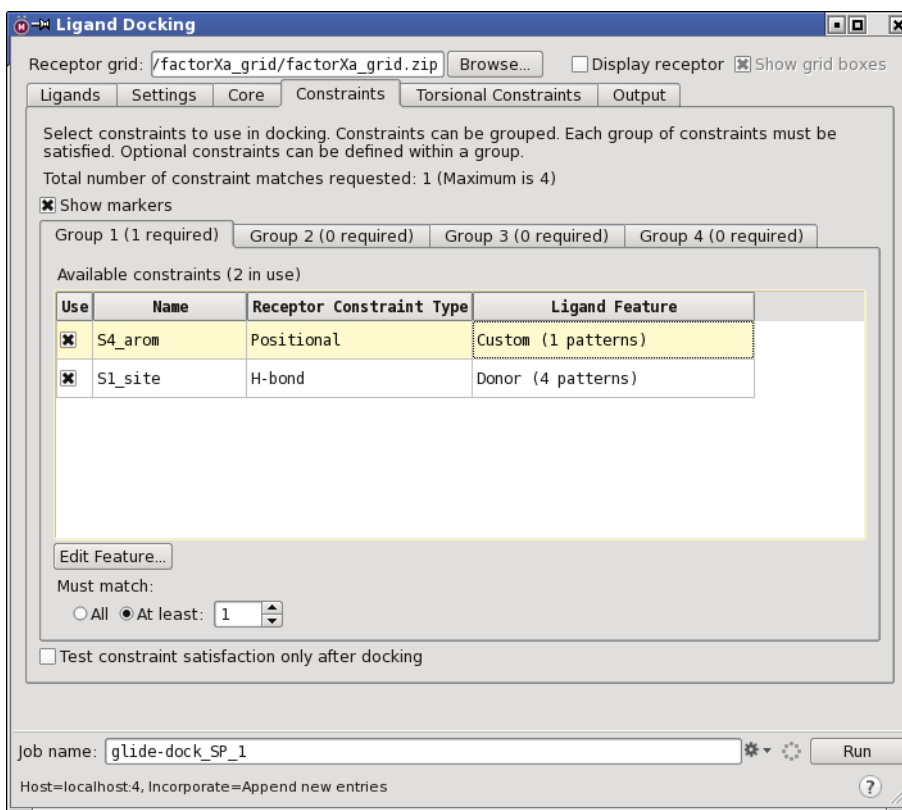 Ligand Docking
Receptor grid: /factorXa_grid/factorXa_grid.zip Browse... Display receptor Show grid boxes
Ligands Settings Core Constraints Torsional Constraints Output
Select constraints to use in docking. Constraints can be grouped. Each group of constraints must be
satisfied. Optional constraints can be defined within a group.
Total number of constraint matches requested: 1 (Maximum is 4)
Show markers
Group 1 (1 required) Group 2 (0 required) Group 3 (0 required) Group 4 (0 required)
Available constraints (2 in use)
Use Name Receptor Constraint Type Ligand Feature
S4_arom Positional Custom (1 patterns)
S1_site H-bond Donor (4 patterns)
Edit Feature...
Must match:
All At least: 1
Test constraint satisfaction only after docking
Job name: glide-dock_SP_1 Run
Host=localhost:4, Incorporate=Append new entries ?